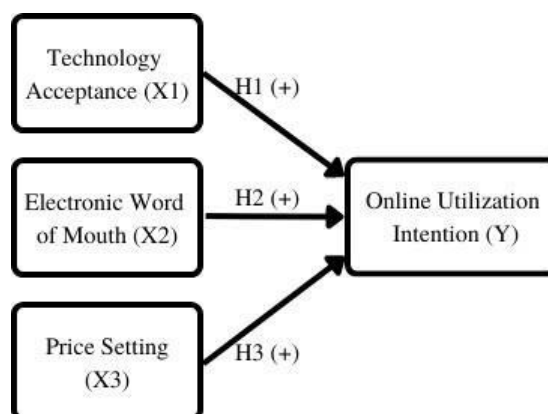 Technology
Acceptance (X1)
H1 (+)
Electronic Word
of Mouth (X2)
H2 (+)
Online Utilization
Intention (Y)
Price Setting
(X3)
H3 (+)